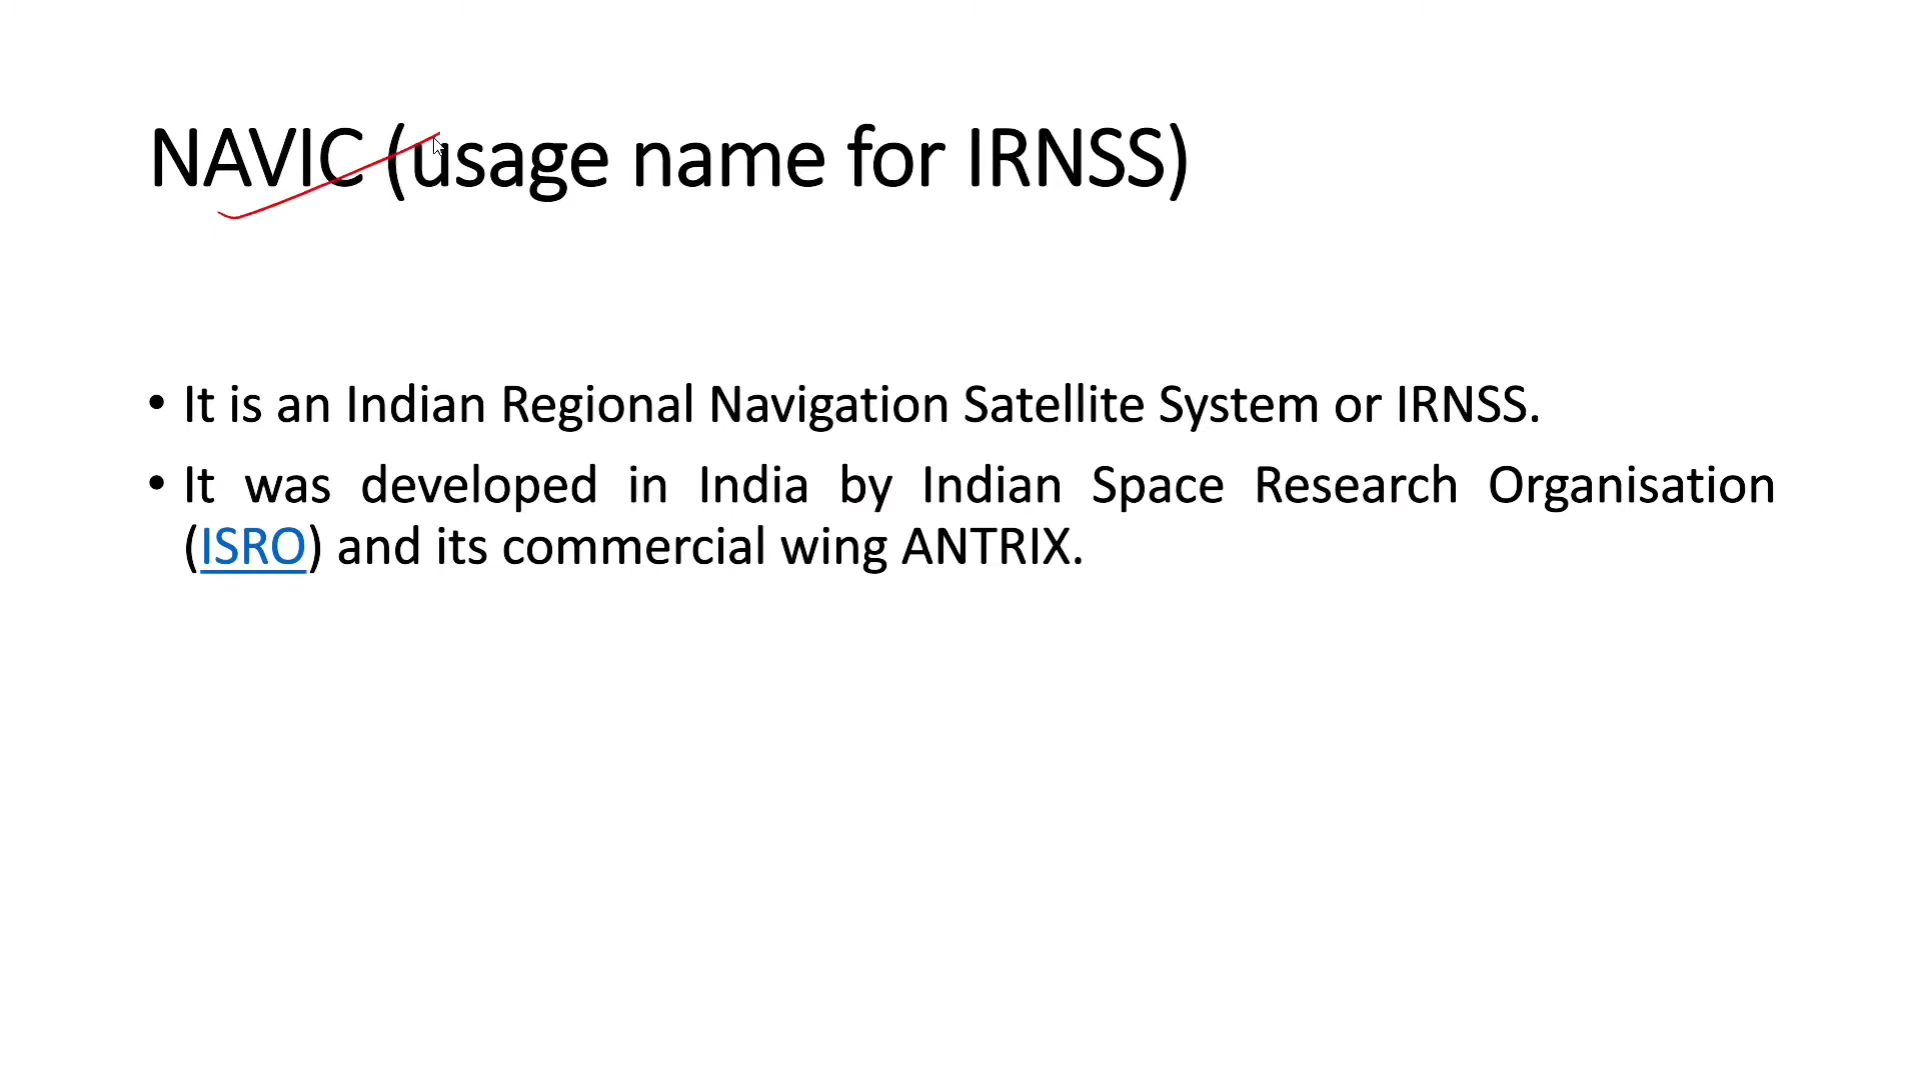 NAVIC (usage name for IRNSS)
• It is an Indian Regional Navigation Satellite System or IRNSS.
• It was developed in India by Indian Space Research Organisation
(ISRO) and its commercial wing ANTRIX.